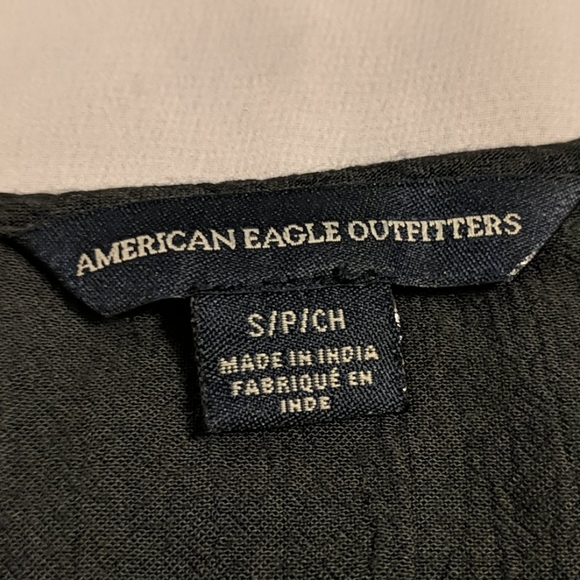 AMERICAN EAGLE OUTFITTERS
S/P/CH
MADE IN INDIA
FABRIQUÉ EN
INDE